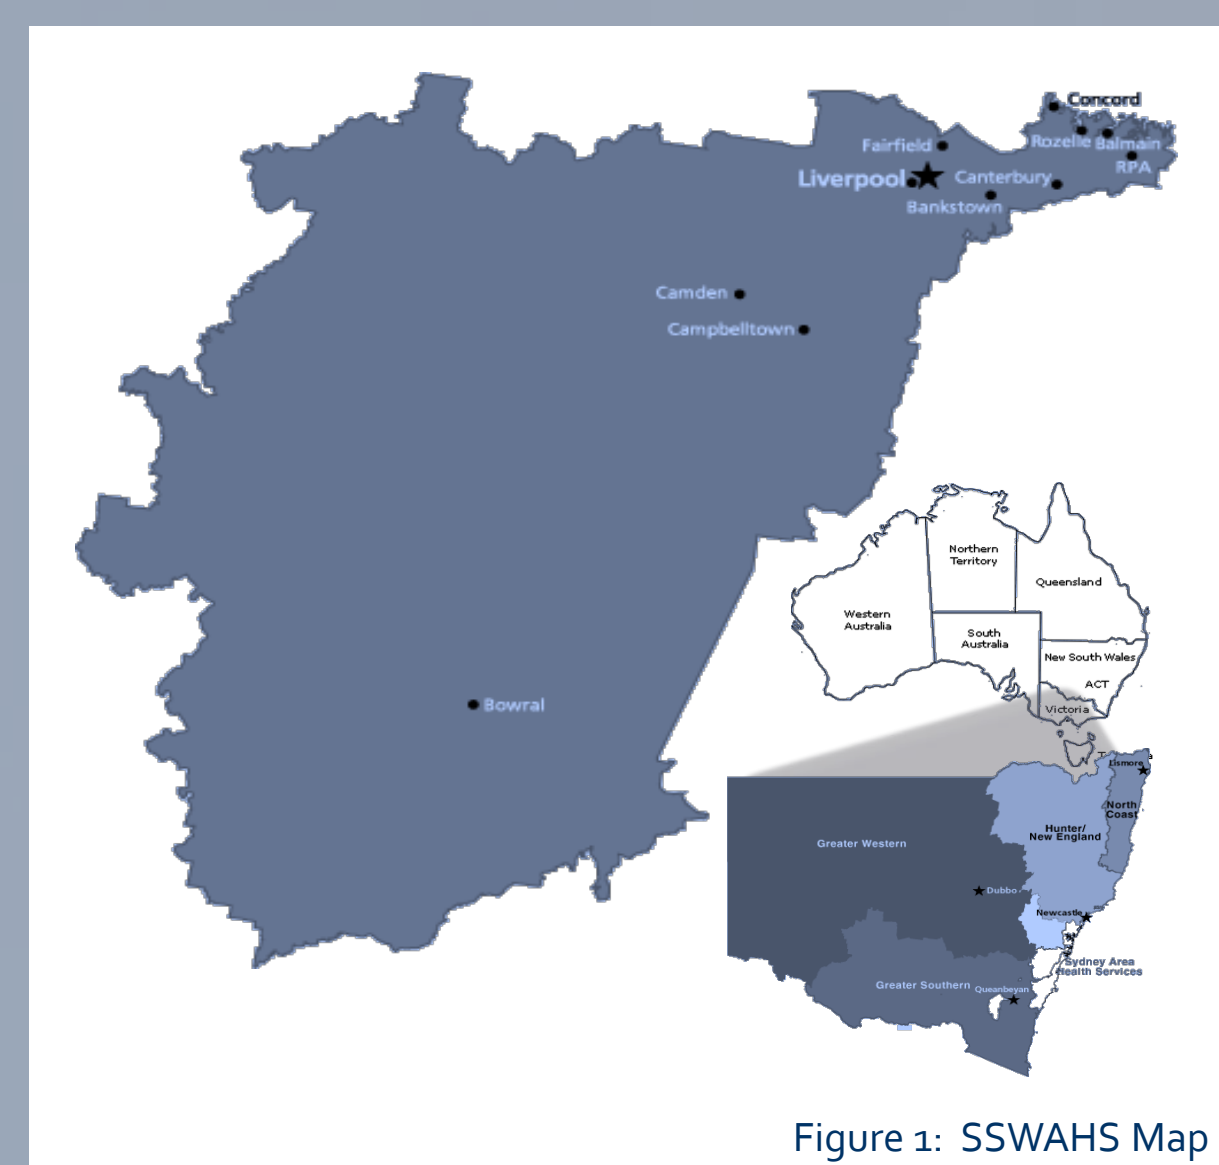 Concord
Fairfield
Rozelle
Balmain
RPA
Liverpool
Canterbury
Bankstown
Camden
Campbelltown
Bowral
Northern
Territory
Queensland
Western
Australia
South
Australia
New South Wales
ACT
Victoria
Lismore
North
Coast
Hunter/
New England
Greater Western
Dubbo
Newcastle
Sydney Area
Health Services
Greater Southern
Queanbeyan
Figure 1: SSWAHS Map